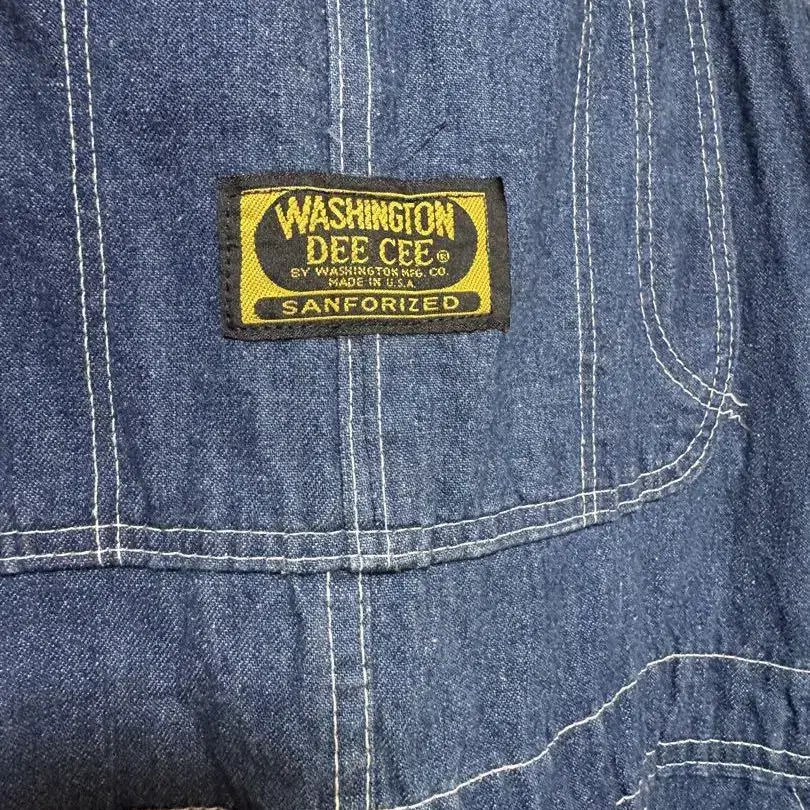 WASHINGTON
DEE CEE®
BY WASHINGTON MFG. CO.
MADE IN U.S.A.
SANFORIZED